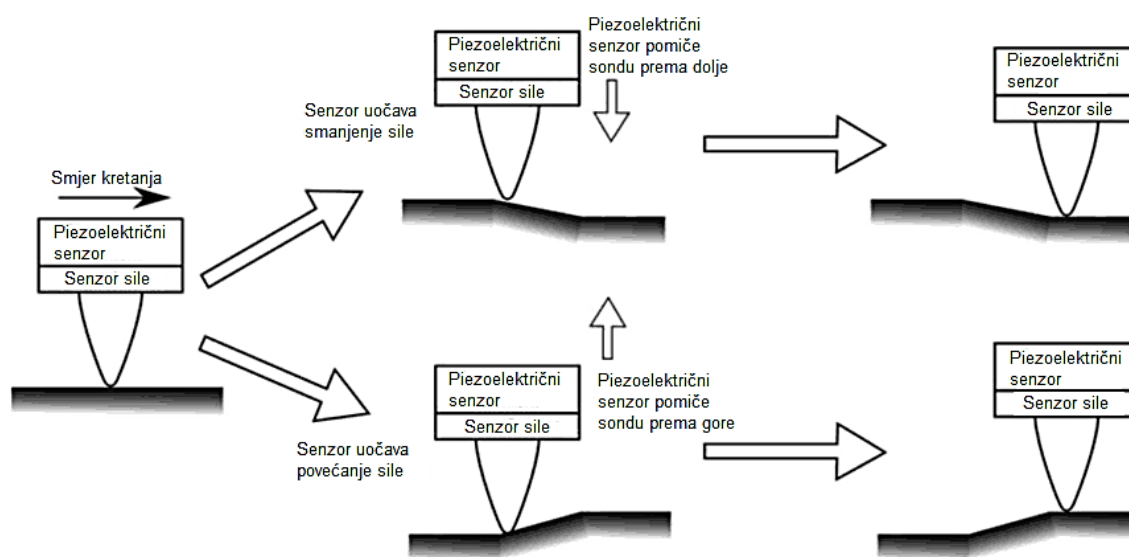 Smjer kretanja
Piezoelektrični
senzor
Senzor sile
Senzor uočava
smanjenje sile
Piezoelektrični
senzor
Senzor sile
Piezoelektrični
senzor pomiče
sondu prema dolje
Piezoelektrični
senzor
Senzor sile
Senzor uočava
povećanje sile
Piezoelektrični
senzor
Senzor sile
Piezoelektrični
senzor pomiče
sondu prema gore
Piezoelektrični
senzor
Senzor sile